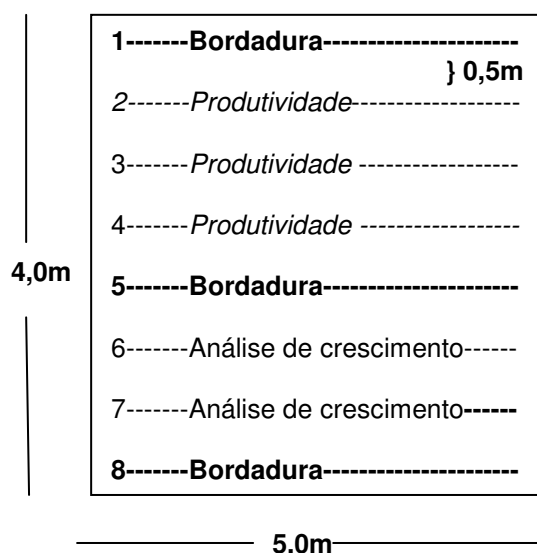 1-------Bordadura----------------------
} 0,5m
2-------Produtividade-------------------
3-------Produtividade ------------------
4-------Produtividade ------------------
4,0m
5-------Bordadura----------------------
6-------Análise de crescimento------
7-------Análise de crescimento------
8-------Bordadura----------------------
5,0m